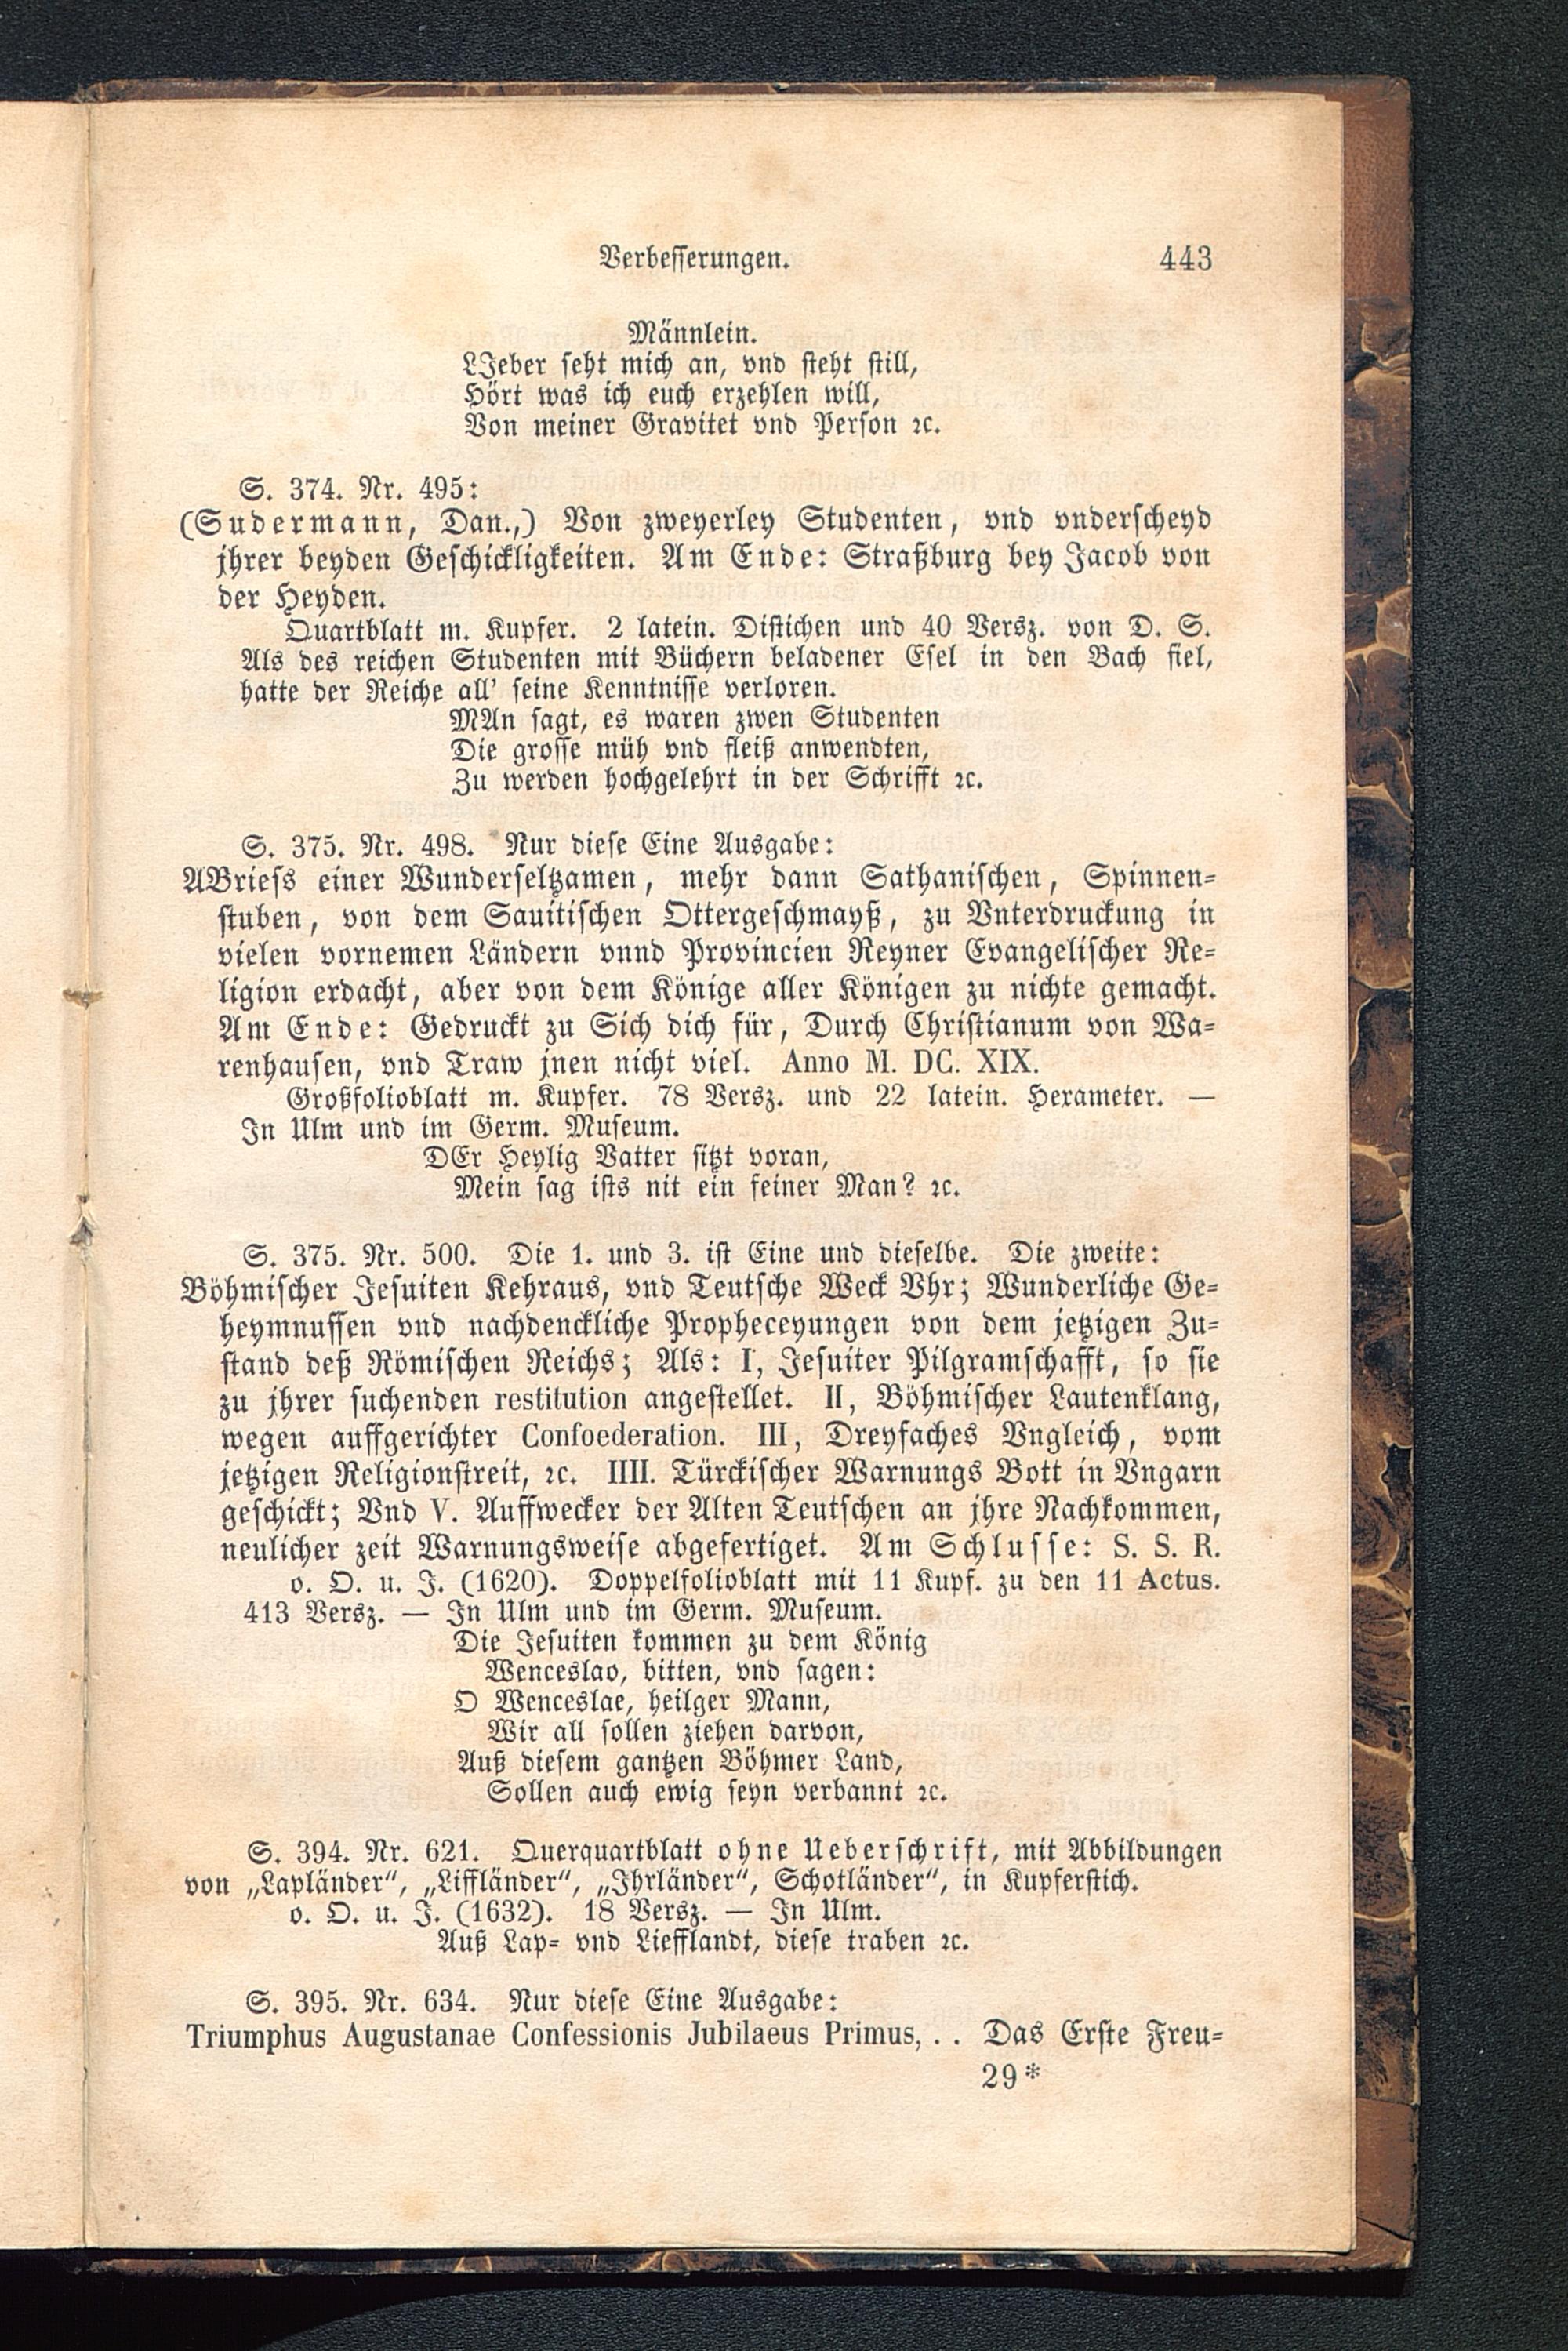 Verbesserungen. 443
Männlein.
LJeber seht mich an, vnd steht still,
Hört was ich euch erzehlen will,
Von meiner Gravitet vnd Person ꝛc.
S. 374. Nr. 495:
(Sudermann, Dan.,) Von zweyerley Studenten, vnd vnderscheyd
jhrer beyden Geschickligkeiten. Am Ende: Straßburg bey Jacob von
der Heyden.
Quartblatt m. Kupfer. 2 latein. Distichen und 40 Versz. von D. S.
Als des reichen Studenten mit Büchern beladener Esel in den Bach fiel,
hatte der Reiche all' seine Kenntnisse verloren.
MAn sagt, es waren zwen Studenten
Die grosse müh vnd fleiß anwendten,
Zu werden hochgelehrt in der Schrifft ꝛc.
S. 375. Nr. 498. Nur diese Eine Ausgabe:
ABriess einer Wunderseltzamen, mehr dann Sathanischen, Spinnen-
stuben, von dem Sauitischen Ottergeschmayß, zu Vnterdruckung in
vielen vornemen Ländern vnnd Provincien Reyner Evangelischer Re-
ligion erdacht, aber von dem Könige aller Königen zu nichte gemacht.
Am Ende: Gedruckt zu Sich dich für, Durch Christianum von Wa-
renhausen, vnd Traw jnen nicht viel. Anno M. DC. XIX.
Großfolioblatt m. Kupfer. 78 Versz. und 22 latein. Hexameter. —
In Ulm und im Germ. Museum.
DEr Heylig Vatter sitzt voran,
Mein sag ists nit ein feiner Man? ꝛc.
S. 375. Nr. 500. Die 1. und 3. ist Eine und dieselbe. Die zweite:
Böhmischer Jesuiten Kehraus, vnd Teutsche Weck Vhr; Wunderliche Ge-
heymnussen vnd nachdenckliche Propheceyungen von dem jetzigen Zu-
stand deß Römischen Reichs; Als: I, Jesuiter Pilgramschafft, so sie
zu jhrer suchenden restitution angestellet. II, Böhmischer Lautenklang,
wegen auffgerichter Confoederation. III, Dreyfaches Vngleich, vom
jetzigen Religionstreit, ꝛc. IIII. Türckischer Warnungs Bott in Vngarn
geschickt; Vnd V. Auffwecker der Alten Teutschen an jhre Nachkommen,
neulicher zeit Warnungsweise abgefertiget. Am Schlusse: S. S. R.
o. O. u. J. (1620). Doppelfolioblatt mit 11 Kupf. zu den 11 Actus.
413 Versz. — In Ulm und im Germ. Museum.
Die Jesuiten kommen zu dem König
Wenceslao, bitten, vnd sagen:
O Wenceslae, heilger Mann,
Wir all sollen ziehen darvon,
Auß diesem gantzen Böhmer Land,
Sollen auch ewig seyn verbannt ꝛc.
S. 394. Nr. 621. Querquartblatt ohne Ueberschrift, mit Abbildungen
von „Lapländer“, „Liffländer“, „Ihrländer“, Schotländer“, in Kupferstich.
o. O. u. J. (1632). 18 Versz. — In Ulm.
Auß Lap- vnd Liefflandt, diese traben ꝛc.
S. 395. Nr. 634. Nur diese Eine Ausgabe:
Triumphus Augustanae Confessionis Jubilaeus Primus, . . Das Erste Freu-
29*